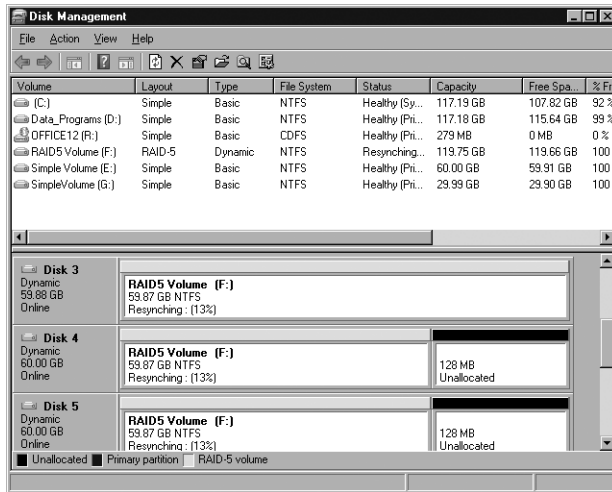 Disk Management
File Action View Help
Volume Layout Type File System Status Capacity Free Spa... % Fr
(C:) Simple Basic NTFS Healthy (Sy... 117.19 GB 107.82 GB 92 %
Data_Programs (D:) Simple Basic NTFS Healthy (Pri... 117.18 GB 115.64 GB 99 %
OFFICE12 (R:) Simple Basic CDFS Healthy (Pri... 279 MB 0 MB 0 %
RAID5 Volume (F:) RAID-5 Dynamic NTFS Resynching... 119.75 GB 119.66 GB 100
Simple Volume (E:) Simple Basic NTFS Healthy (Pri... 60.00 GB 59.91 GB 100
SimpleVolume (G:) Simple Basic NTFS Healthy (Pri... 29.99 GB 29.90 GB 100
Disk 3
Dynamic
59.88 GB
Online
RAID5 Volume (F:)
59.87 GB NTFS
Resynching : (13%)
Disk 4
Dynamic
60.00 GB
Online
RAID5 Volume (F:)
59.87 GB NTFS
Resynching : (13%)
128 MB
Unallocated
Disk 5
Dynamic
60.00 GB
Online
RAID5 Volume (F:)
59.87 GB NTFS
Resynching : (13%)
128 MB
Unallocated
Unallocated Primary partition RAID-5 volume